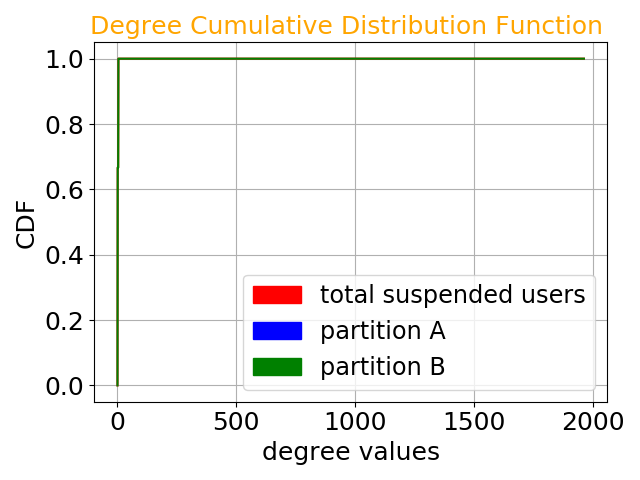 Degree Cumulative Distribution Function
1.0
0.8
0.6
0.4
0.2
0.0
CDF
total suspended users
partition A
partition B
0 500 1000 1500 2000
degree values